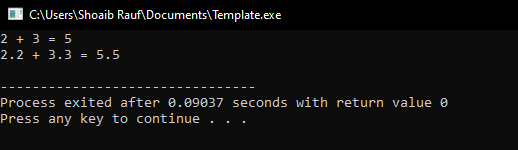 C:\Users\Shoaib Rauf\Documents\Template.exe
2 + 3 = 5
2.2 + 3.3 = 5.5
--------------------------------
Process exited after 0.09037 seconds with return value 0
Press any key to continue . . .